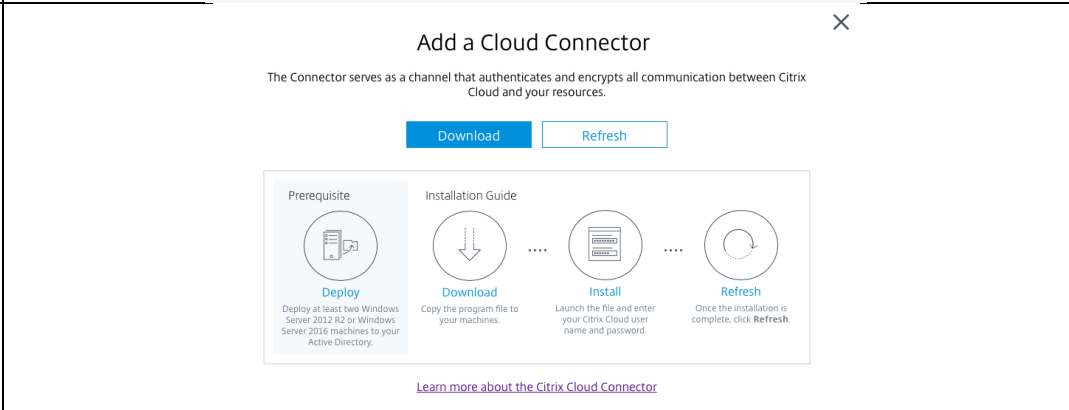 Add a Cloud Connector
The Connector serves as a channel that authenticates and encrypts all communication between Citrix
Cloud and your resources.
Download
Refresh
Prerequisite
Deploy
Deploy at least two Windows
Server 2012 R2 or Windows
Server 2016 machines to your
Active Directory.
Installation Guide
Download
Copy the program file to
your machines.
Install
Launch the file and enter
your Citrix Cloud user
name and password.
Refresh
Once the installation is
complete, click Refresh.
Learn more about the Citrix Cloud Connector